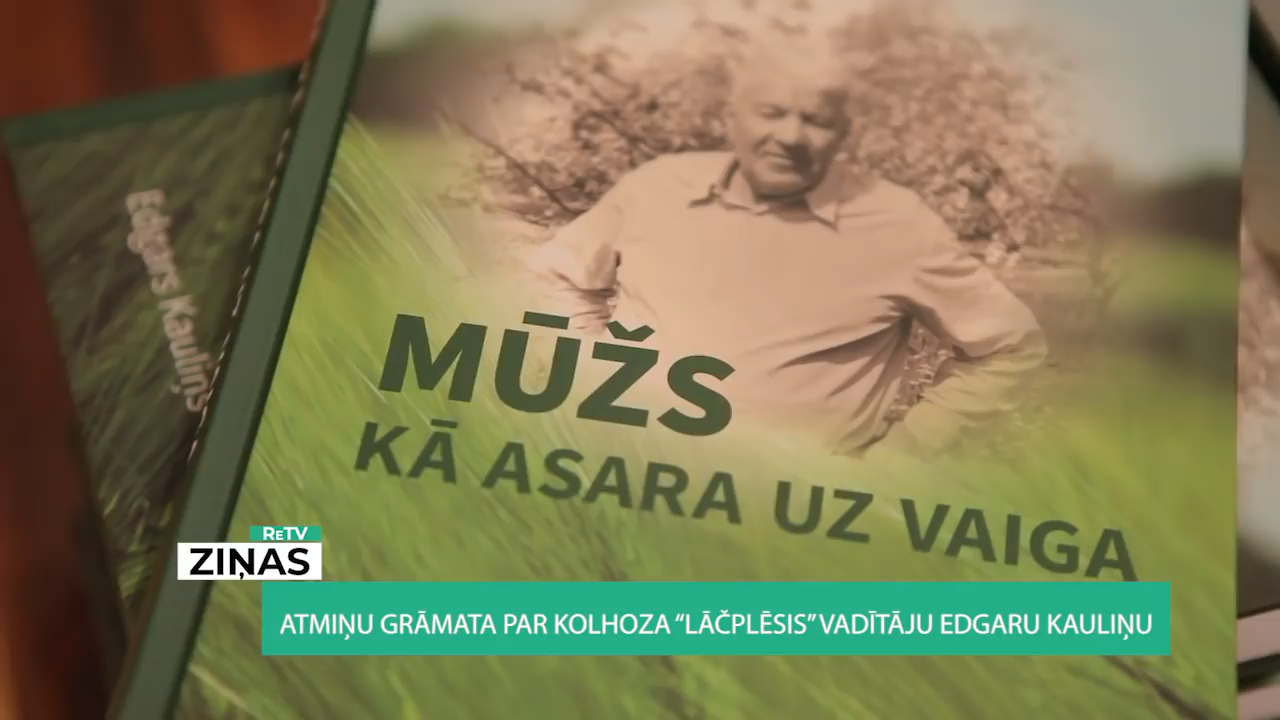 Edgars Kauliņš
MŪŽS
KĀ ASARA UZ VAIGA
RETV
ZIŅAS
ATMIŅU GRĀMATA PAR KOLHOZA “LĀČPLĒSIS” VADĪTĀJU EDGARU KAULIŅU